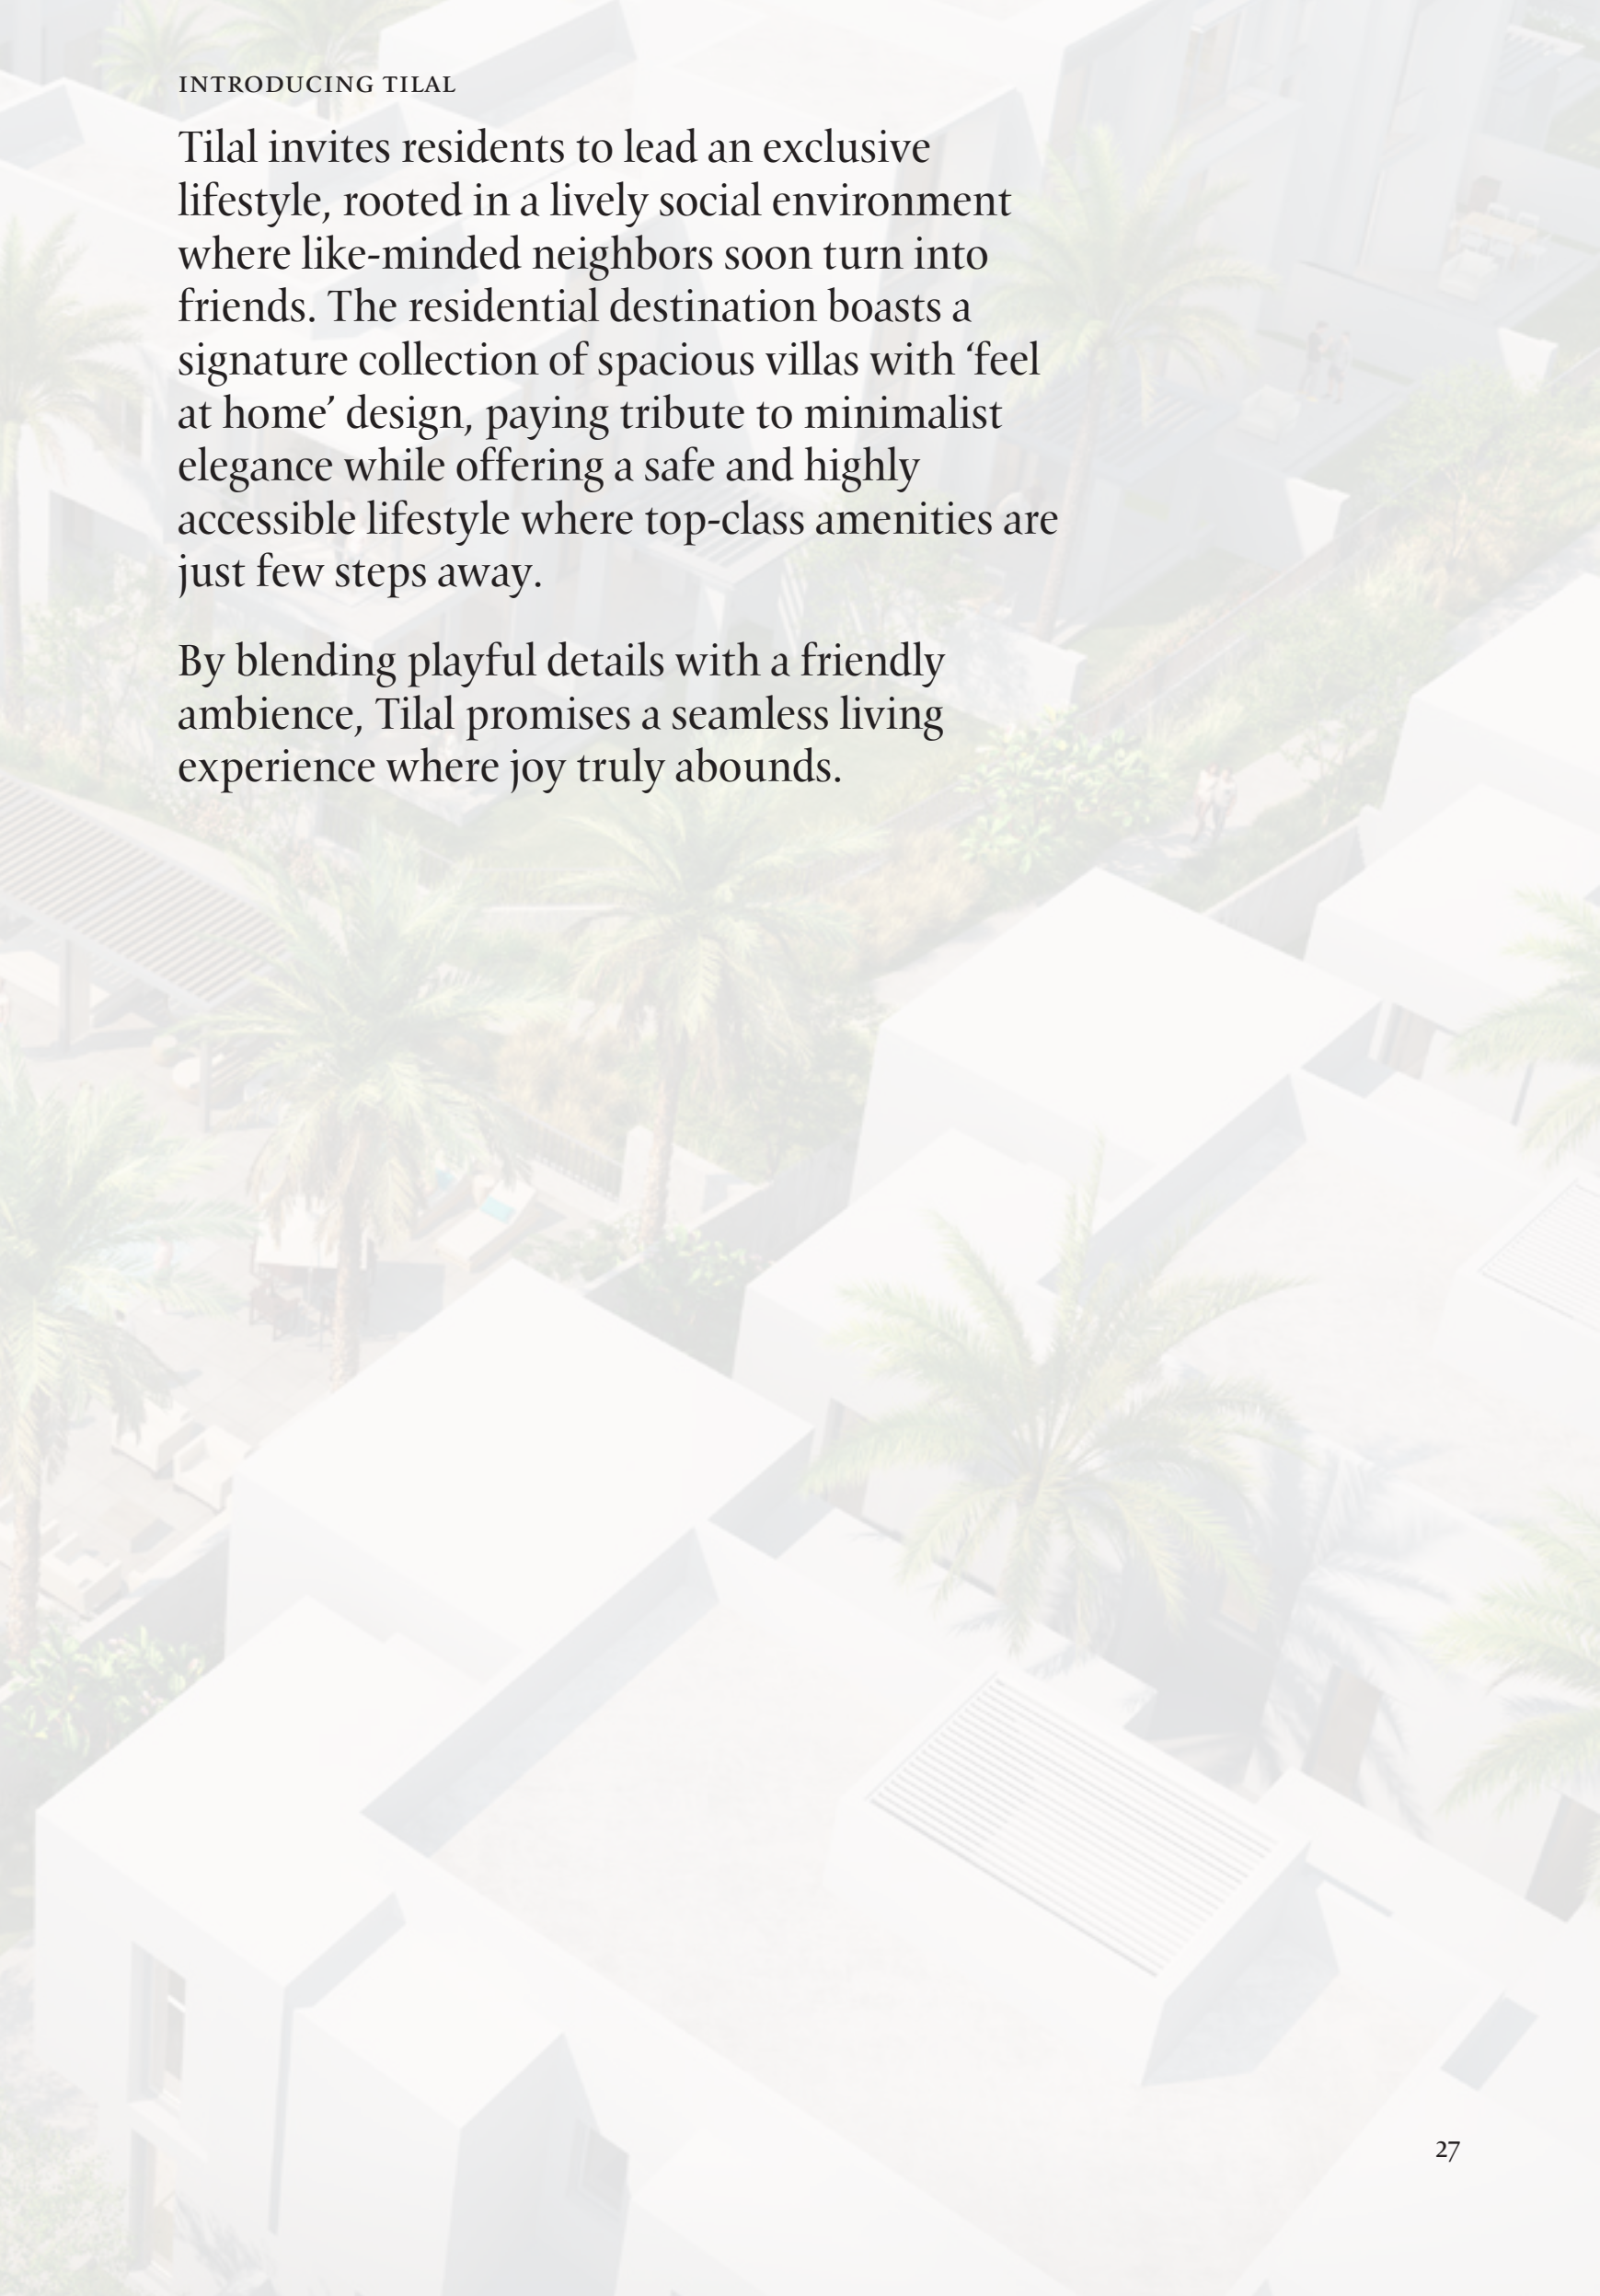 INTRODUCING TILAL
Tilal invites residents to lead an exclusive
lifestyle, rooted in a lively social environment
where like-minded neighbors soon turn into
friends. The residential destination boasts a
signature collection of spacious villas with ‘feel
at home’ design, paying tribute to minimalist
elegance while offering a safe and highly
accessible lifestyle where top-class amenities are
just few steps away.
By blending playful details with a friendly
ambience, Tilal promises a seamless living
experience where joy truly abounds.
27